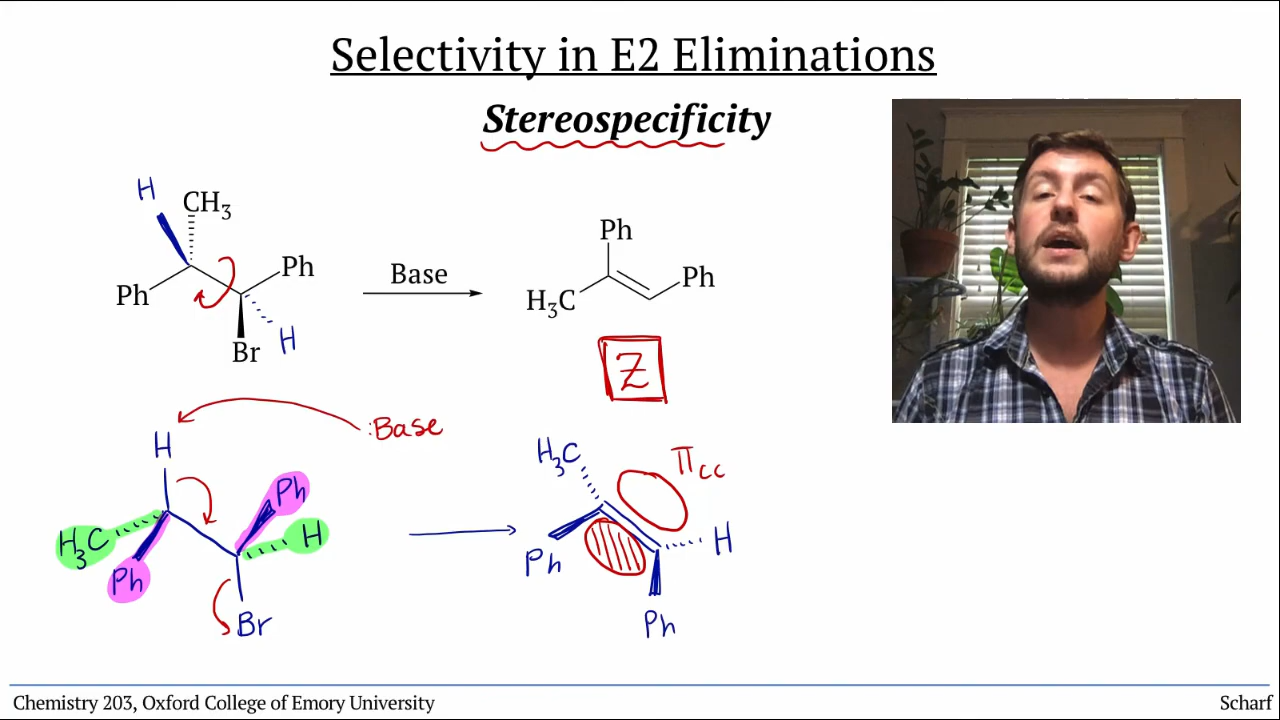 Selectivity in E2 Eliminations
Stereospecificity
H
CH₃
Ph
Ph
Br
H
Base
Ph
H₃C
Ph
Z
:Base
H
H₃C
Ph
Ph
H
Br
H₃C
πCC
Ph
H
Ph
Chemistry 203, Oxford College of Emory University
Scharf